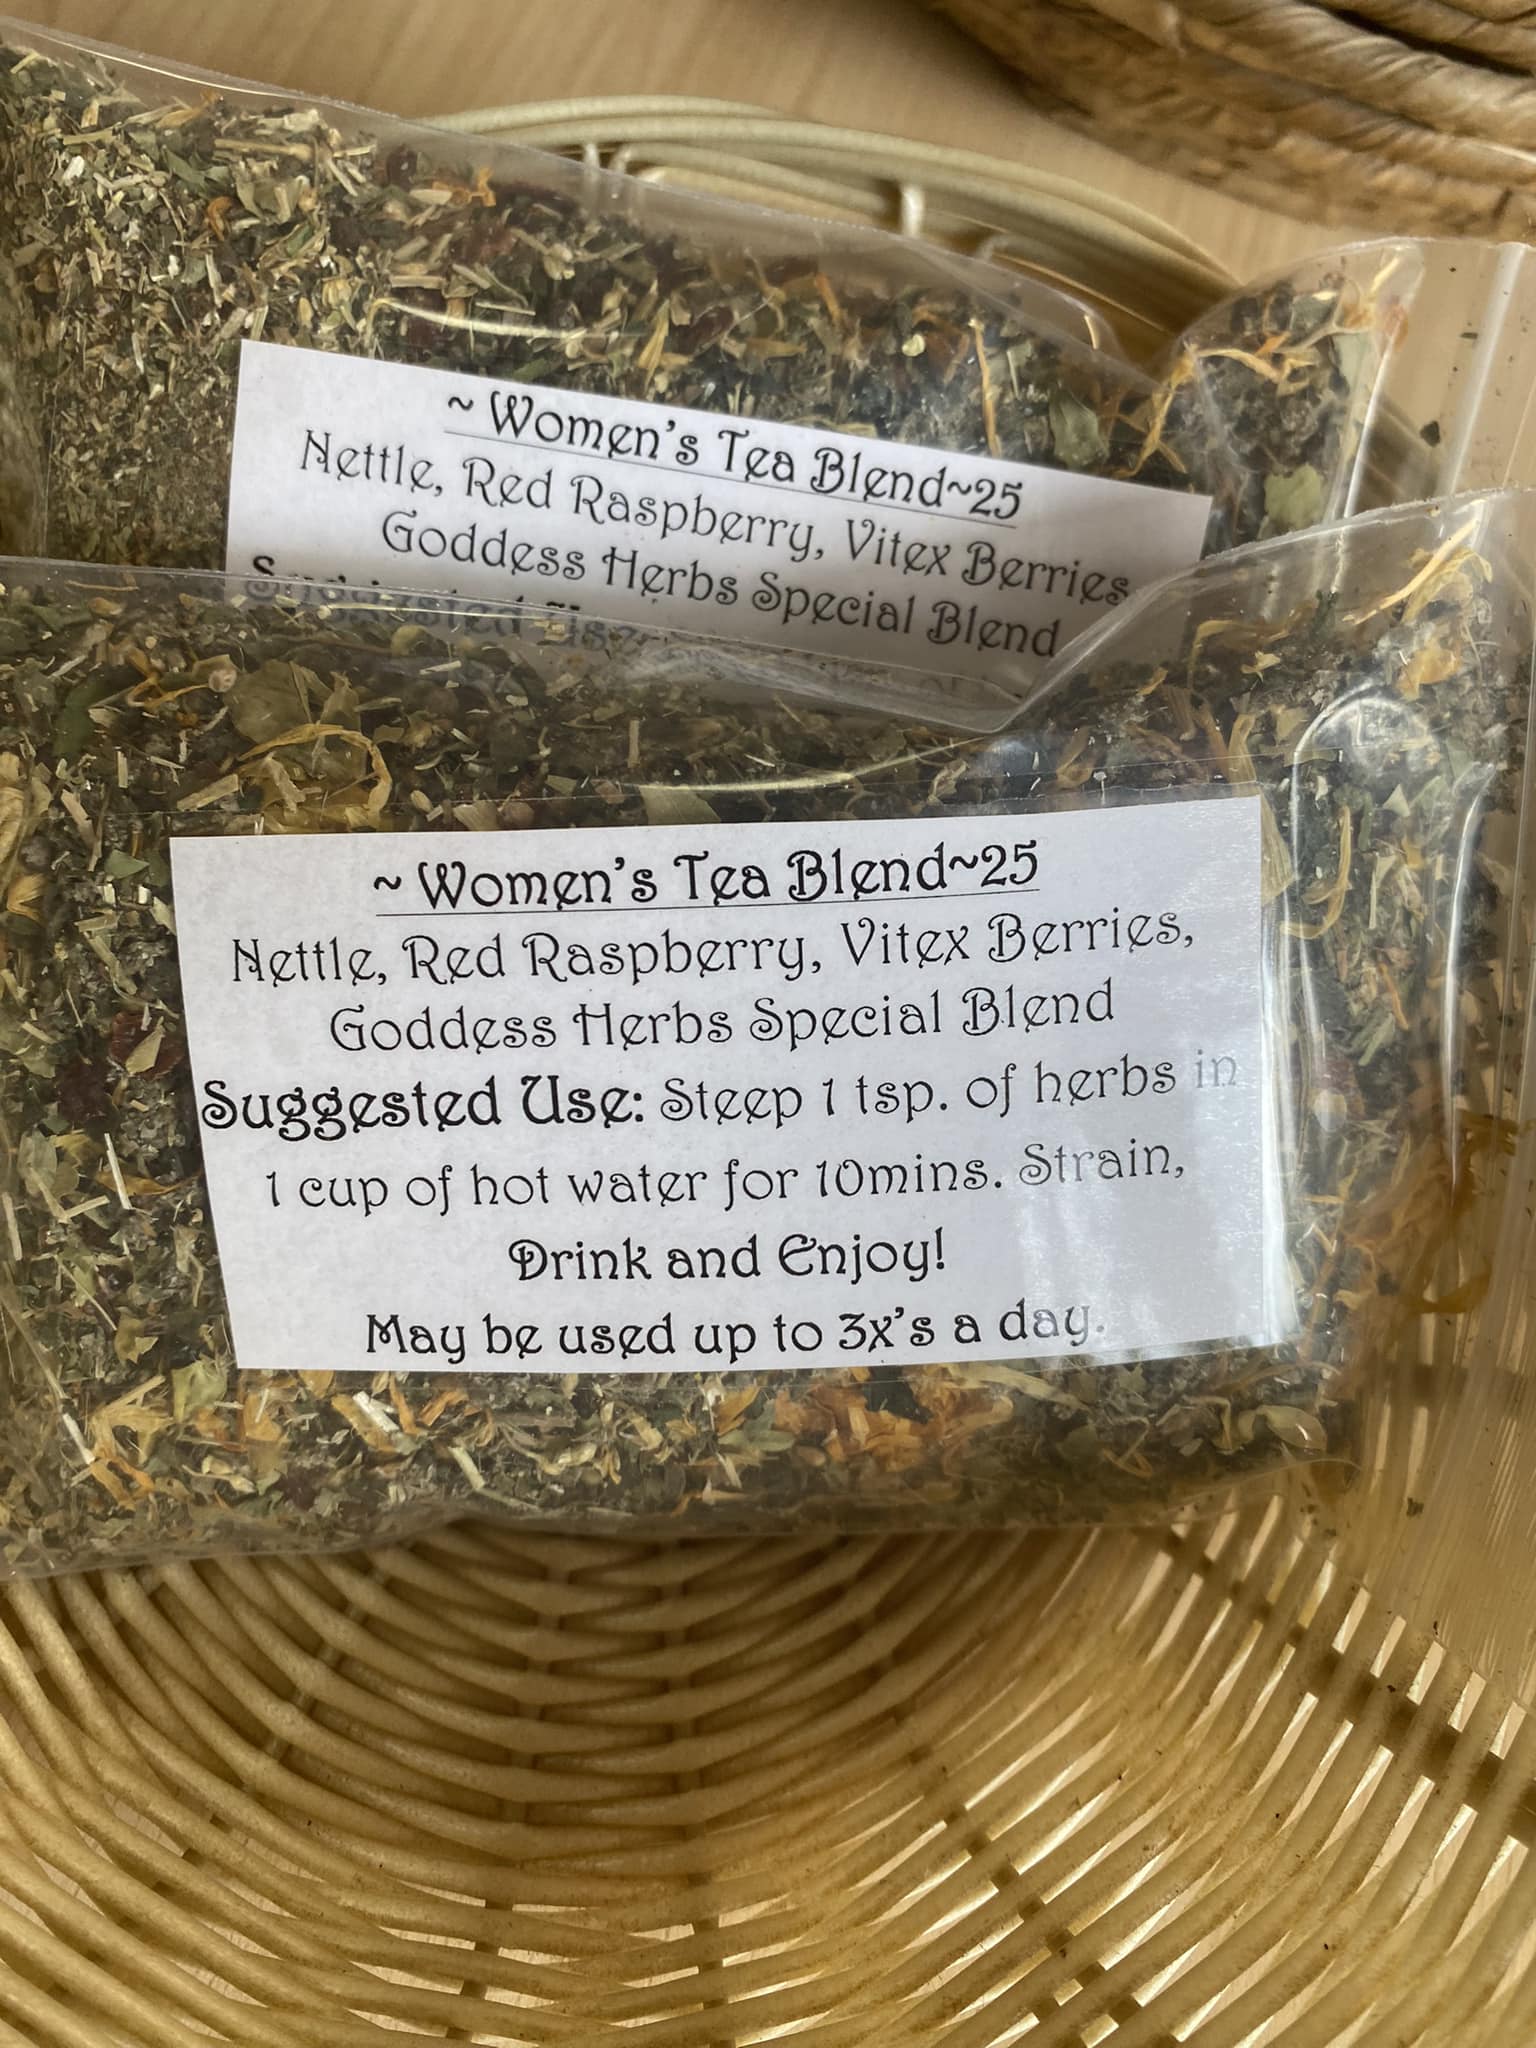 ~ Women's Tea Blend~25
Nettle, Red Raspberry, Vitex Berries,
Goddess Herbs Special Blend
Suggested Use:
~ Women's Tea Blend~25
Nettle, Red Raspberry, Vitex Berries,
Goddess Herbs Special Blend
Suggested Use: Steep 1 tsp. of herbs in
1 cup of hot water for 10mins. Strain,
Drink and Enjoy!
May be used up to 3x's a day.